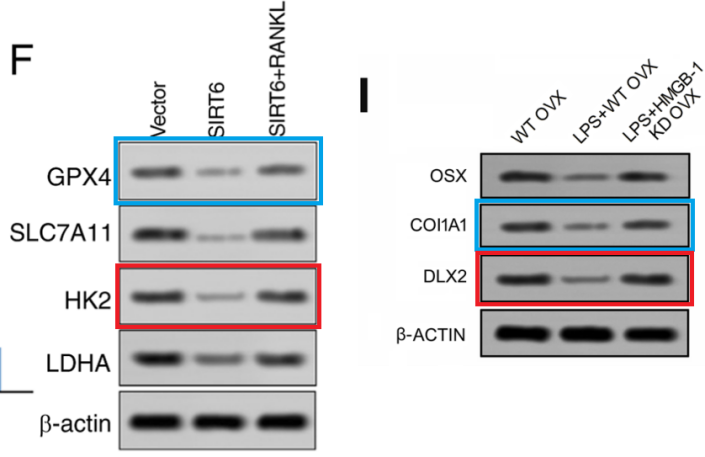 F
Vector
SIRT6
SIRT6+RANKL
GPX4
SLC7A11
HK2
LDHA
β-actin
I
WT OVX
LPS+WT OVX
LPS+HMGB-1
KD OVX
OSX
COl1A1
DLX2
β-ACTIN